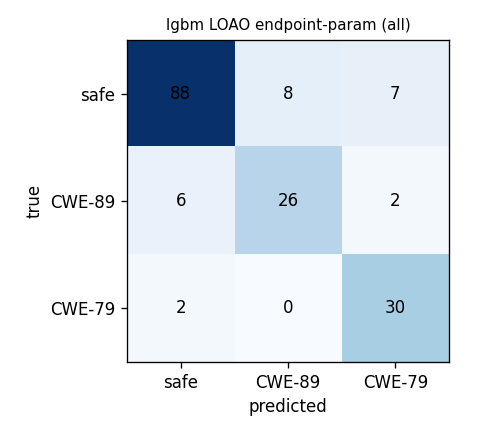 lgbm LOAO endpoint-param (all)
safe 88 8 7
true
CWE-89 6 26 2
CWE-79 2 0 30
safe CWE-89 CWE-79
predicted